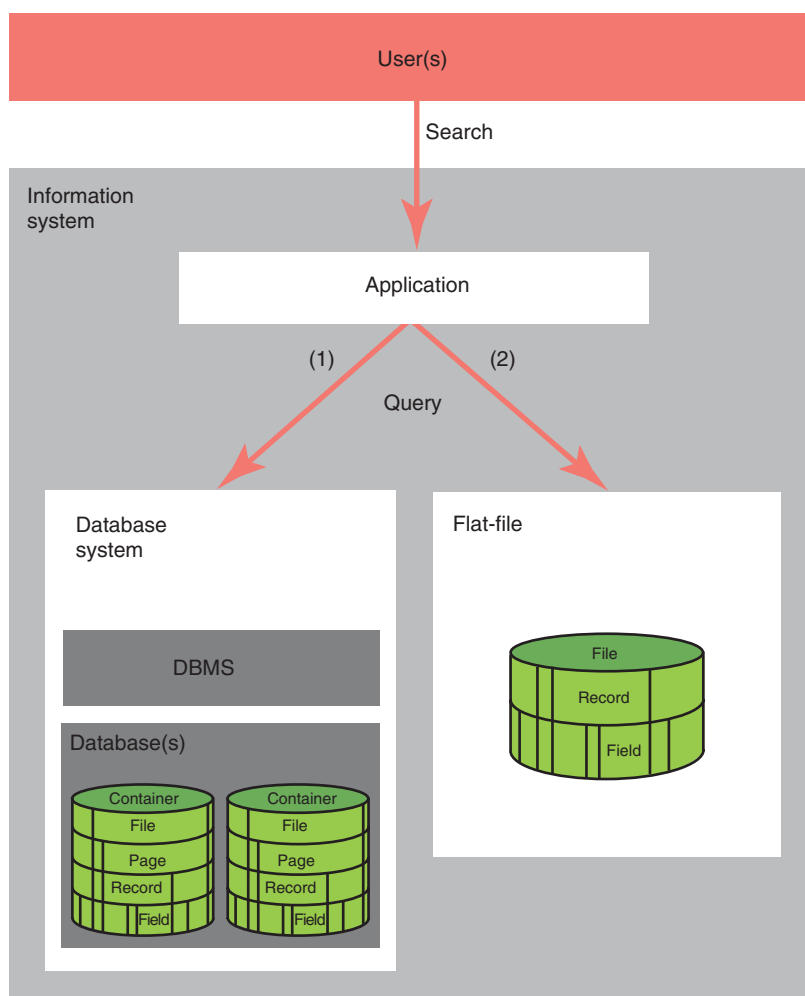 User(s)
Search
Information
system
Application
(1)
(2)
Query
Database
system
DBMS
Database(s)
Container
File
Page
Record
Field
Container
File
Page
Record
Field
Flat-file
File
Record
Field